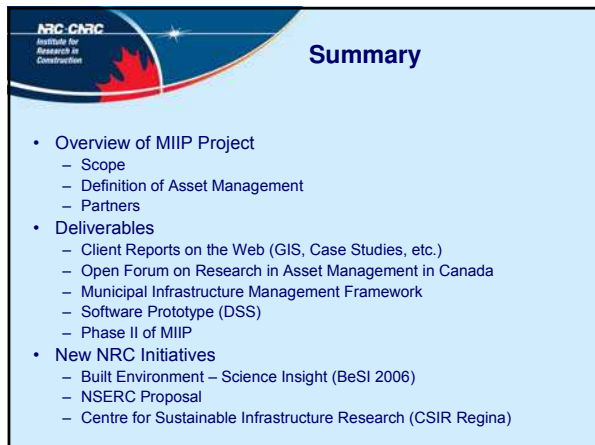 NRC·CNRC
Institute for
Research in
Construction
Summary
• Overview of MIIP Project
– Scope
– Definition of Asset Management
– Partners
• Deliverables
– Client Reports on the Web (GIS, Case Studies, etc.)
– Open Forum on Research in Asset Management in Canada
– Municipal Infrastructure Management Framework
– Software Prototype (DSS)
– Phase II of MIIP
• New NRC Initiatives
– Built Environment – Science Insight (BeSI 2006)
– NSERC Proposal
– Centre for Sustainable Infrastructure Research (CSIR Regina)